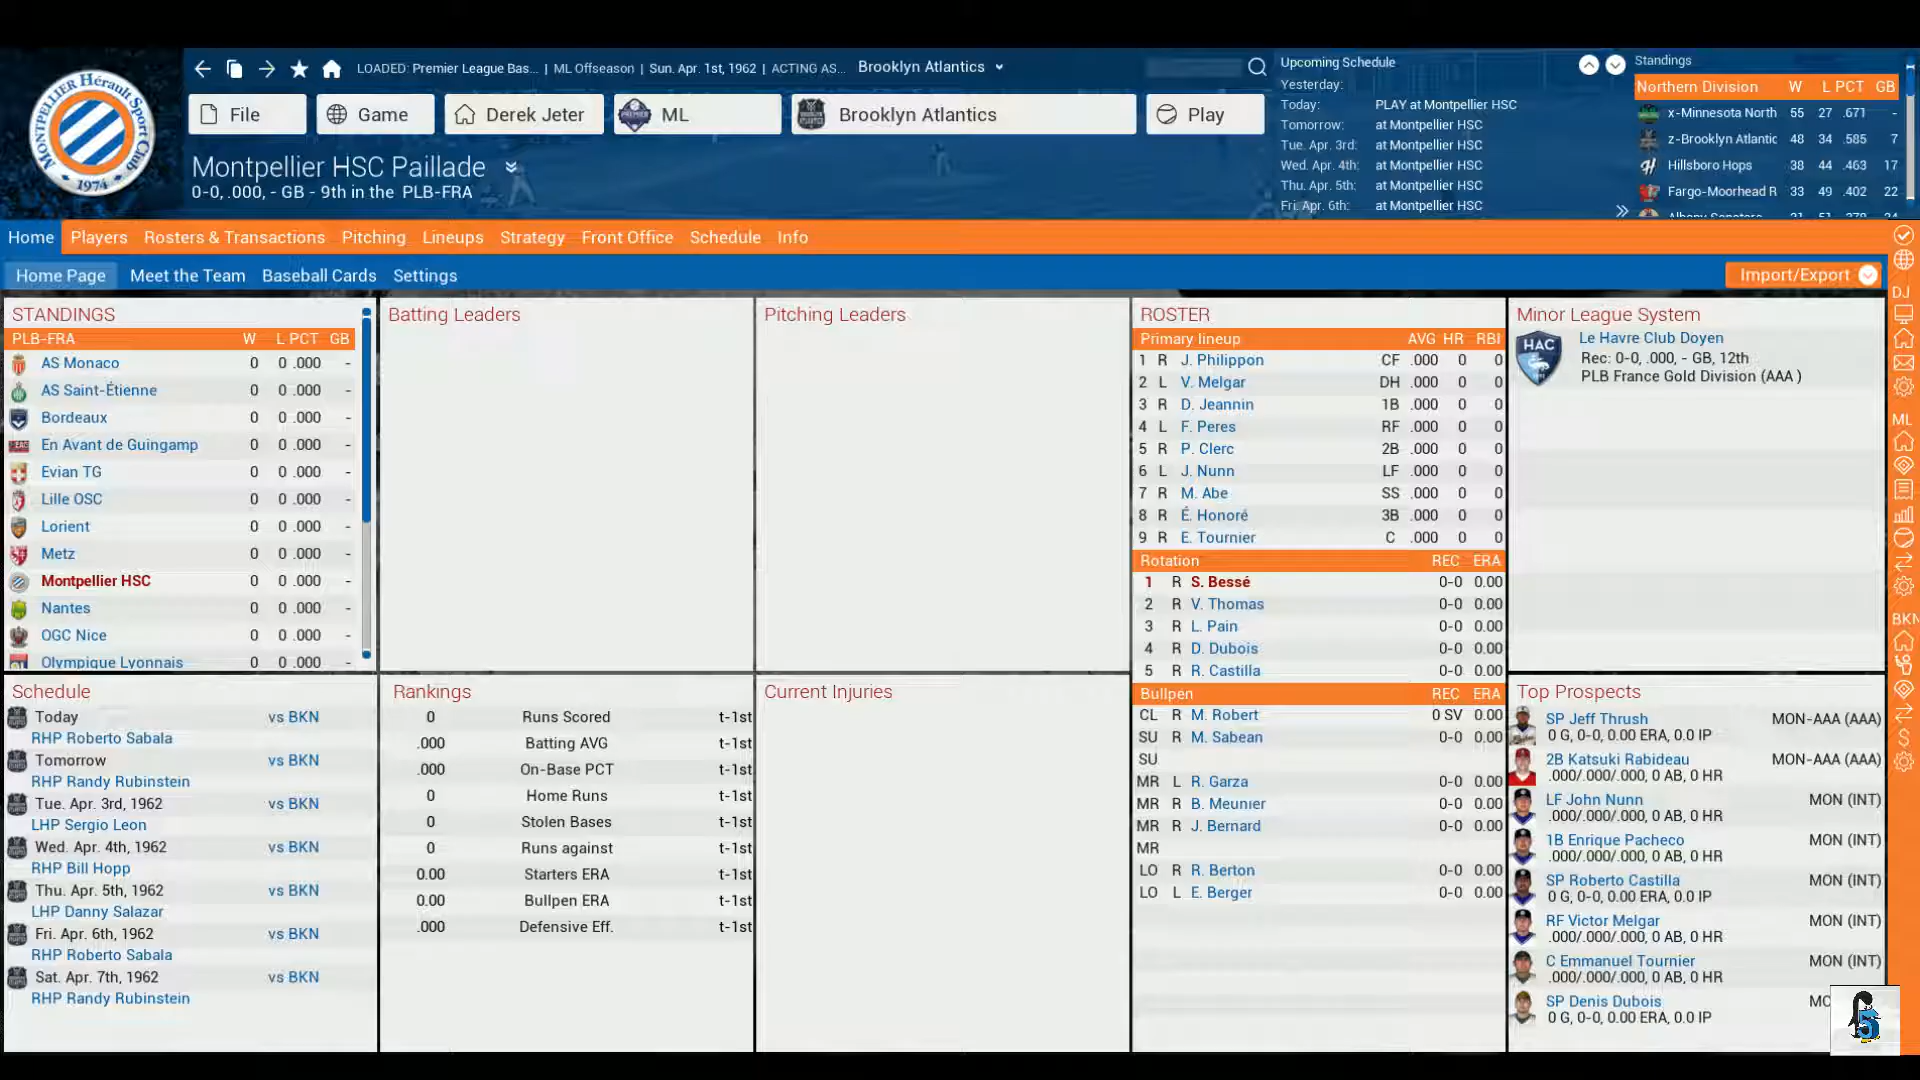 MONTPELLIER Hérault Sport Club
1974
LOADED: Premier League Bas... | ML Offseason | Sun. Apr. 1st, 1962 | ACTING AS... Brooklyn Atlantics
File
Game
Derek Jeter
ML
Brooklyn Atlantics
Play
Montpellier HSC Paillade
0-0, .000, - GB - 9th in the PLB-FRA
Upcoming Schedule
Yesterday:
Today: PLAY at Montpellier HSC
Tomorrow: at Montpellier HSC
Tue. Apr. 3rd: at Montpellier HSC
Wed. Apr. 4th: at Montpellier HSC
Thu. Apr. 5th: at Montpellier HSC
Fri. Apr. 6th: at Montpellier HSC
Standings
Northern Division W L PCT GB
x-Minnesota North 55 27 .671 -
z-Brooklyn Atlantic 48 34 .585 7
Hillsboro Hops 38 44 .463 17
Fargo-Moorhead R 33 49 .402 22
Home Players Rosters & Transactions Pitching Lineups Strategy Front Office Schedule Info
Home Page Meet the Team Baseball Cards Settings
Import/Export
STANDINGS
PLB-FRA W L PCT GB
AS Monaco 0 0 .000 -
AS Saint-Étienne 0 0 .000 -
Bordeaux 0 0 .000 -
En Avant de Guingamp 0 0 .000 -
Evian TG 0 0 .000 -
Lille OSC 0 0 .000 -
Lorient 0 0 .000 -
Metz 0 0 .000 -
Montpellier HSC 0 0 .000 -
Nantes 0 0 .000 -
OGC Nice 0 0 .000 -
Olympique Lyonnais 0 0 .000 -
Batting Leaders
Pitching Leaders
ROSTER
Primary lineup AVG HR RBI
1 R J. Philippon CF .000 0 0
2 L V. Melgar DH .000 0 0
3 R D. Jeannin 1B .000 0 0
4 L F. Peres RF .000 0 0
5 R P. Clerc 2B .000 0 0
6 L J. Nunn LF .000 0 0
7 R M. Abe SS .000 0 0
8 R É. Honoré 3B .000 0 0
9 R E. Tournier C .000 0 0
Rotation REC ERA
1 R S. Bessé 0-0 0.00
2 R V. Thomas 0-0 0.00
3 R L. Pain 0-0 0.00
4 R D. Dubois 0-0 0.00
5 R R. Castilla 0-0 0.00
Bullpen REC ERA
CL R M. Robert 0 SV 0.00
SU R M. Sabean 0-0 0.00
SU
MR L R. Garza 0-0 0.00
MR R B. Meunier 0-0 0.00
MR R J. Bernard 0-0 0.00
MR
LO R R. Berton 0-0 0.00
LO L E. Berger 0-0 0.00
Minor League System
HAC
Le Havre Club Doyen
Rec: 0-0, .000, - GB, 12th
PLB France Gold Division (AAA )
Schedule
Today vs BKN
RHP Roberto Sabala
Tomorrow vs BKN
RHP Randy Rubinstein
Tue. Apr. 3rd, 1962 vs BKN
LHP Sergio Leon
Wed. Apr. 4th, 1962 vs BKN
RHP Bill Hopp
Thu. Apr. 5th, 1962 vs BKN
LHP Danny Salazar
Fri. Apr. 6th, 1962 vs BKN
RHP Roberto Sabala
Sat. Apr. 7th, 1962 vs BKN
RHP Randy Rubinstein
Rankings
0 Runs Scored t-1st
.000 Batting AVG t-1st
.000 On-Base PCT t-1st
0 Home Runs t-1st
0 Stolen Bases t-1st
0 Runs against t-1st
0.00 Starters ERA t-1st
0.00 Bullpen ERA t-1st
.000 Defensive Eff. t-1st
Current Injuries
Top Prospects
SP Jeff Thrush MON-AAA (AAA)
0 G, 0-0, 0.00 ERA, 0.0 IP
2B Katsuki Rabideau MON-AAA (AAA)
.000/.000/.000, 0 AB, 0 HR
LF John Nunn MON (INT)
.000/.000/.000, 0 AB, 0 HR
1B Enrique Pacheco MON (INT)
.000/.000/.000, 0 AB, 0 HR
SP Roberto Castilla MON (INT)
0 G, 0-0, 0.00 ERA, 0.0 IP
RF Victor Melgar MON (INT)
.000/.000/.000, 0 AB, 0 HR
C Emmanuel Tournier MON (INT)
.000/.000/.000, 0 AB, 0 HR
SP Denis Dubois
0 G, 0-0, 0.00 ERA, 0.0 IP
DJ
ML
BKN
5